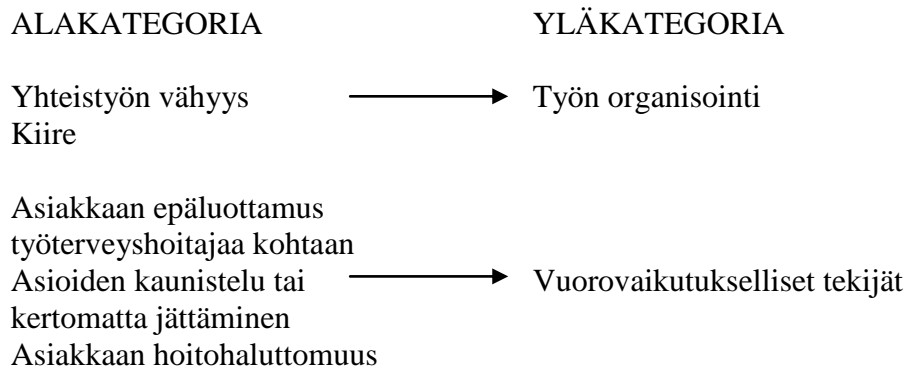 ALAKATEGORIA YLÄKATEGORIA
Yhteistyön vähyys Työn organisointi
Kiire
Asiakkaan epäluottamus
työterveyshoitajaa kohtaan
Asioiden kaunistelu tai Vuorovaikutukselliset tekijät
kertomatta jättäminen
Asiakkaan hoitohaluttomuus